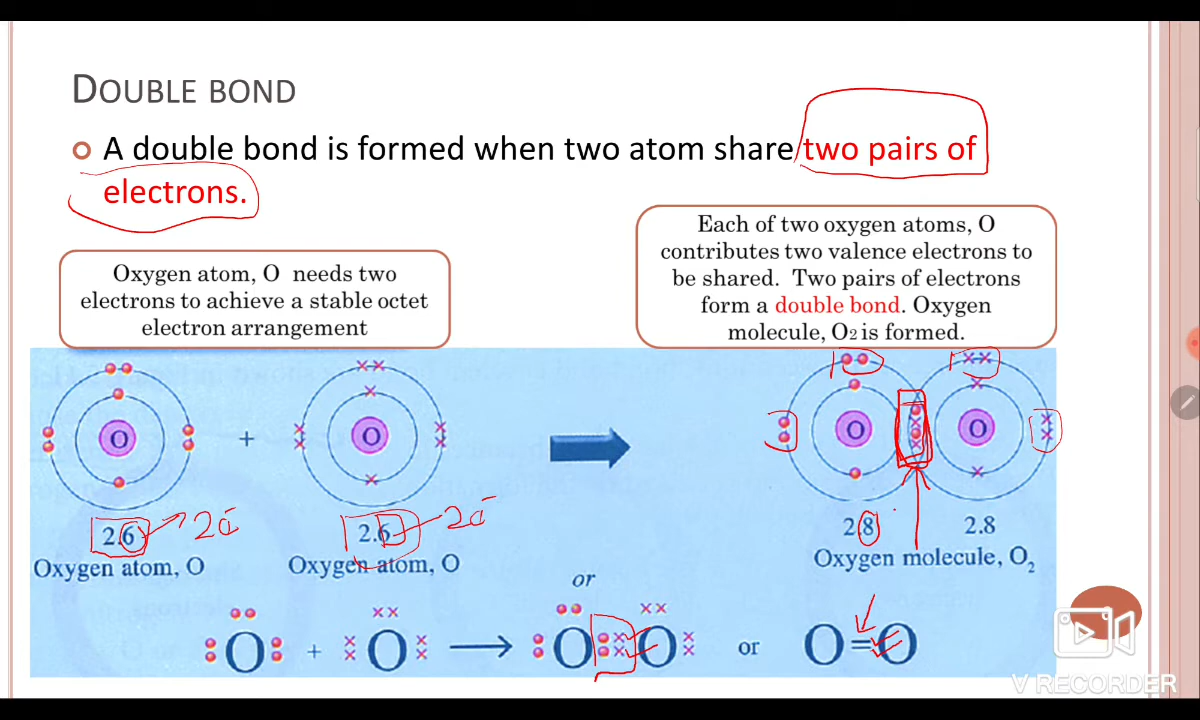 DOUBLE BOND
A double bond is formed when two atom share two pairs of
electrons.
Oxygen atom, O needs two
electrons to achieve a stable octet
electron arrangement
Each of two oxygen atoms, O
contributes two valence electrons to
be shared. Two pairs of electrons
form a double bond. Oxygen
molecule, O2 is formed.
O + O O O
2.6 2ē 2.6 2ē 2.8 2.8
Oxygen atom, O Oxygen atom, O Oxygen molecule, O₂
or
O + O → O O or O=O
V RECORDER